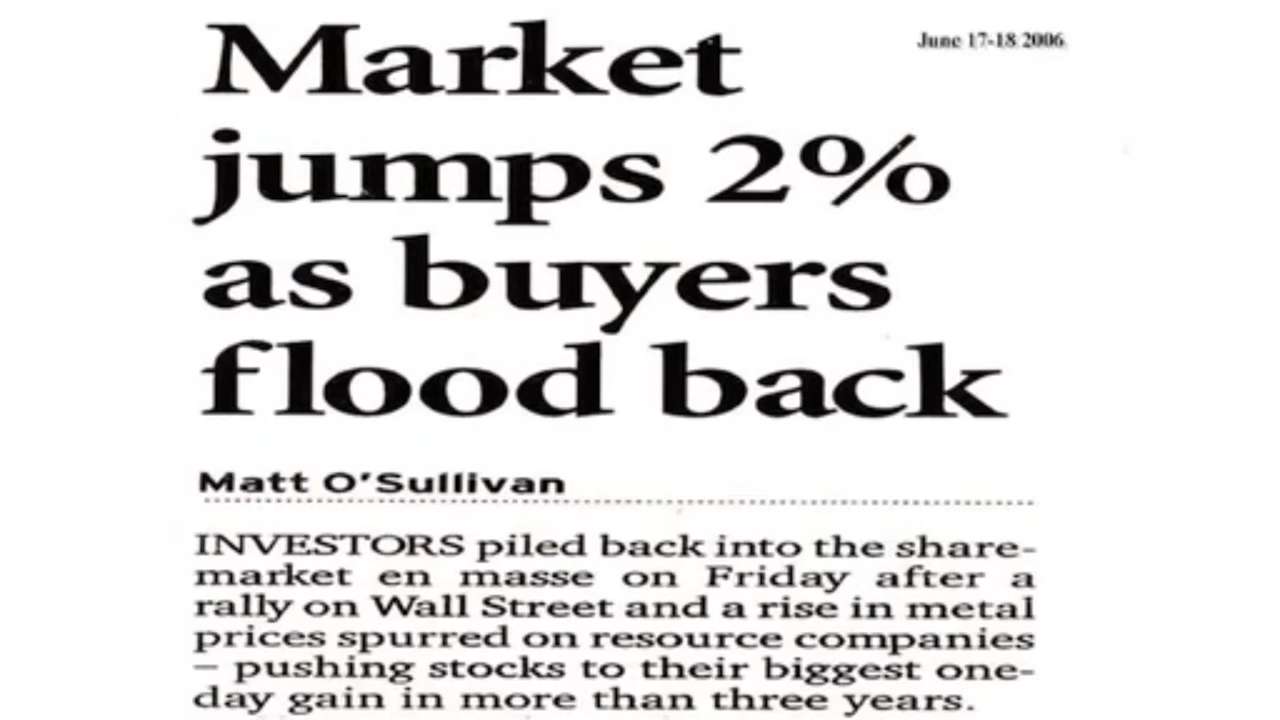 Market
June 17-18 2006
jumps 2%
as buyers
flood back
Matt O'Sullivan
INVESTORS piled back into the share-
market en masse on Friday after a
rally on Wall Street and a rise in metal
prices spurred on resource companies
– pushing stocks to their biggest one-
day gain in more than three years.